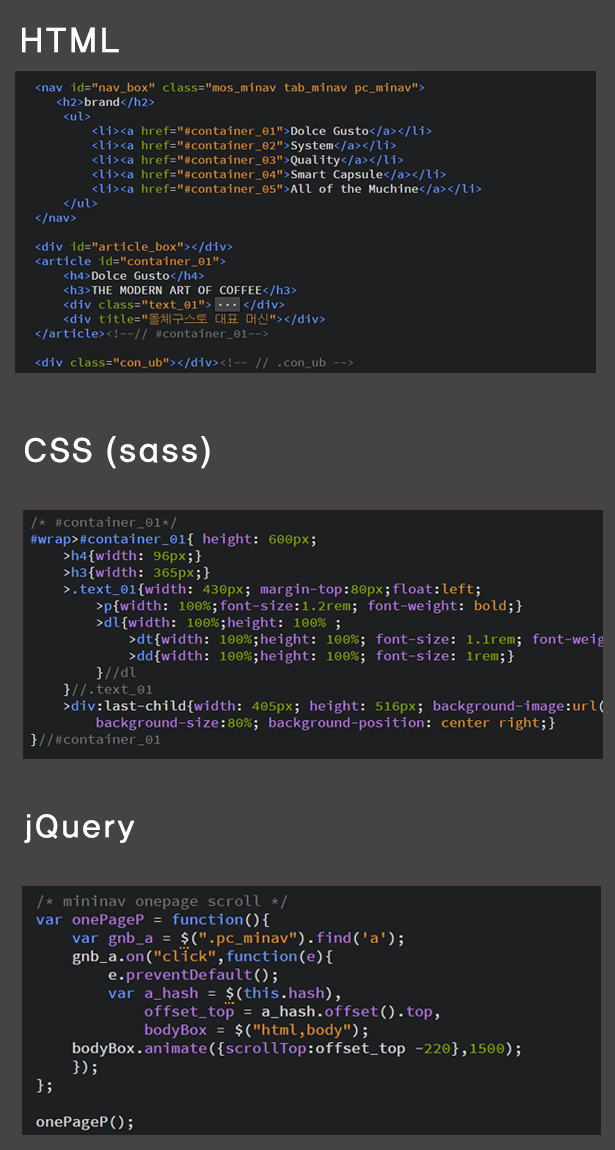 HTML
<nav id="nav_box" class="mos_minav tab_minav pc_minav">
<h2>brand</h2>
<ul>
<li><a href="#container_01">Dolce Gusto</a></li>
<li><a href="#container_02">System</a></li>
<li><a href="#container_03">Quality</a></li>
<li><a href="#container_04">Smart Capsule</a></li>
<li><a href="#container_05">All of the Muchine</a></li>
</ul>
</nav>
<div id="article_box"></div>
<article id="container_01">
<h4>Dolce Gusto</h4>
<h3>THE MODERN ART OF COFFEE</h3>
<div class="text_01">...</div>
<div title="돌체구스토 대표 머신"></div>
</article><!--// #container_01-->
<div class="con_ub"></div><!-- // .con_ub -->
CSS (sass)
/* #container_01*/
#wrap>#container_01{ height: 600px;
>h4{width: 96px;}
>h3{width: 365px;}
>.text_01{width: 430px; margin-top:80px;float:left;
>p{width: 100%;font-size:1.2rem; font-weight: bold;}
>dl{width: 100%;height: 100% ;
>dt{width: 100%;height: 100%; font-size: 1.1rem; font-weig
>dd{width: 100%;height: 100%; font-size: 1rem;}
}//dl
}//.text_01
>div:last-child{width: 405px; height: 516px; background-image:url(
background-size:80%; background-position: center right;}
}//#container_01
jQuery
/* mininav onepage scroll */
var onePageP = function(){
var gnb_a = $(".pc_minav").find('a');
gnb_a.on("click",function(e){
e.preventDefault();
var a_hash = $(this.hash),
offset_top = a_hash.offset().top,
bodyBox = $("html,body");
bodyBox.animate({scrollTop:offset_top -220},1500);
});
};
onePageP();